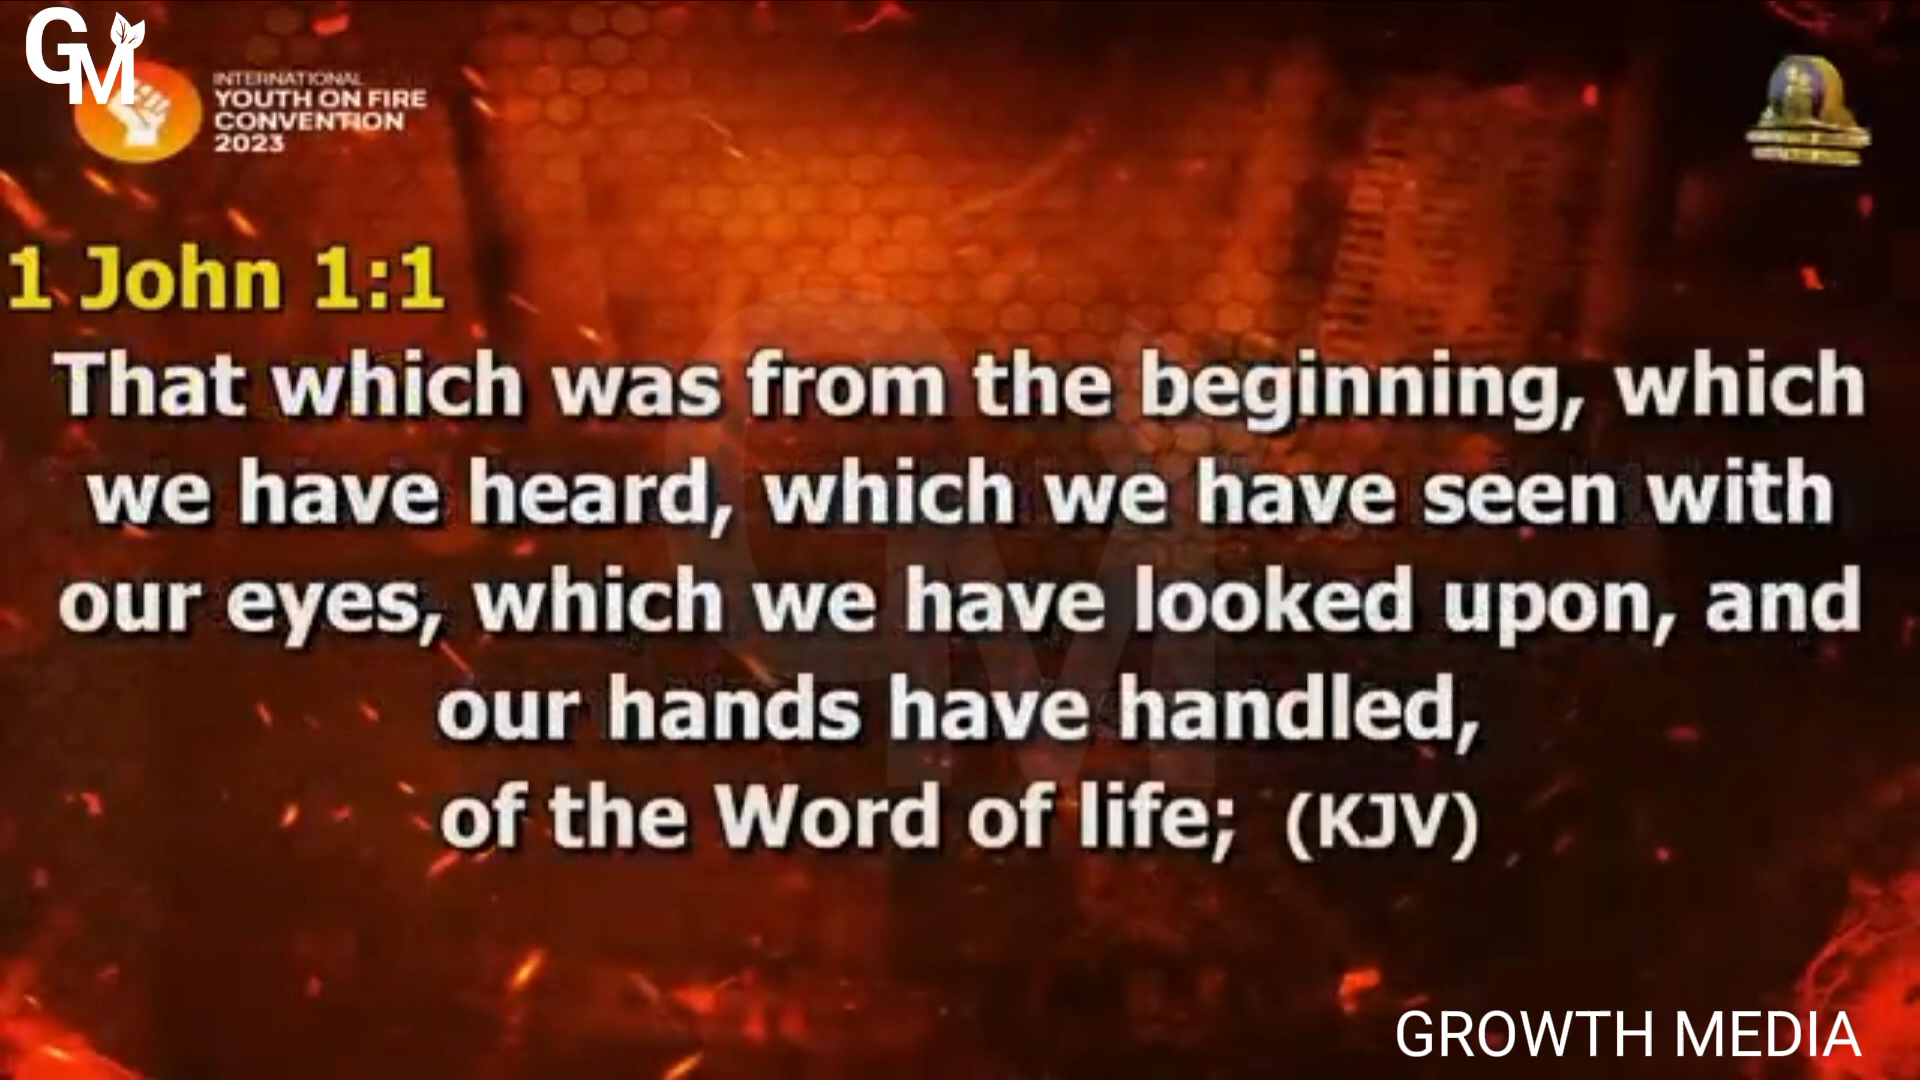 GM
INTERNATIONAL
YOUTH ON FIRE
CONVENTION
2023
1 John 1:1
That which was from the beginning, which
we have heard, which we have seen with
our eyes, which we have looked upon, and
our hands have handled,
of the Word of life; (KJV)
GM
GROWTH MEDIA